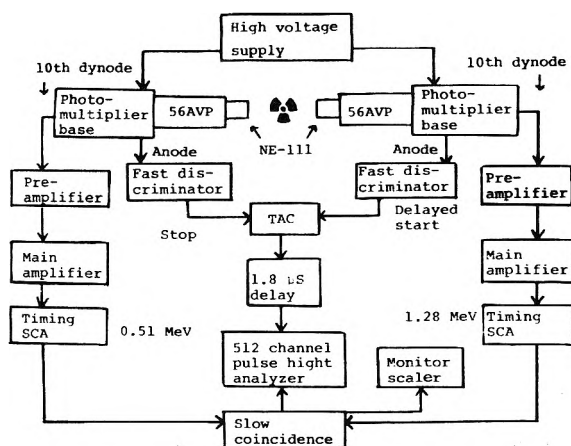 High voltage
supply
10th dynode
10th dynode
Photo-
multiplier
base
56AVP
56AVP
Photo-
multiplier
base
NE-111
Anode
Anode
Fast dis-
criminator
Fast dis-
criminator
Pre-
amplifier
Pre-
amplifier
Stop
TAC
Delayed
start
Main
amplifier
Main
amplifier
1.8 µS
delay
Timing
SCA
0.51 MeV
1.28 MeV
Timing
SCA
512 channel
pulse hight
analyzer
Monitor
scaler
Slow
coincidence